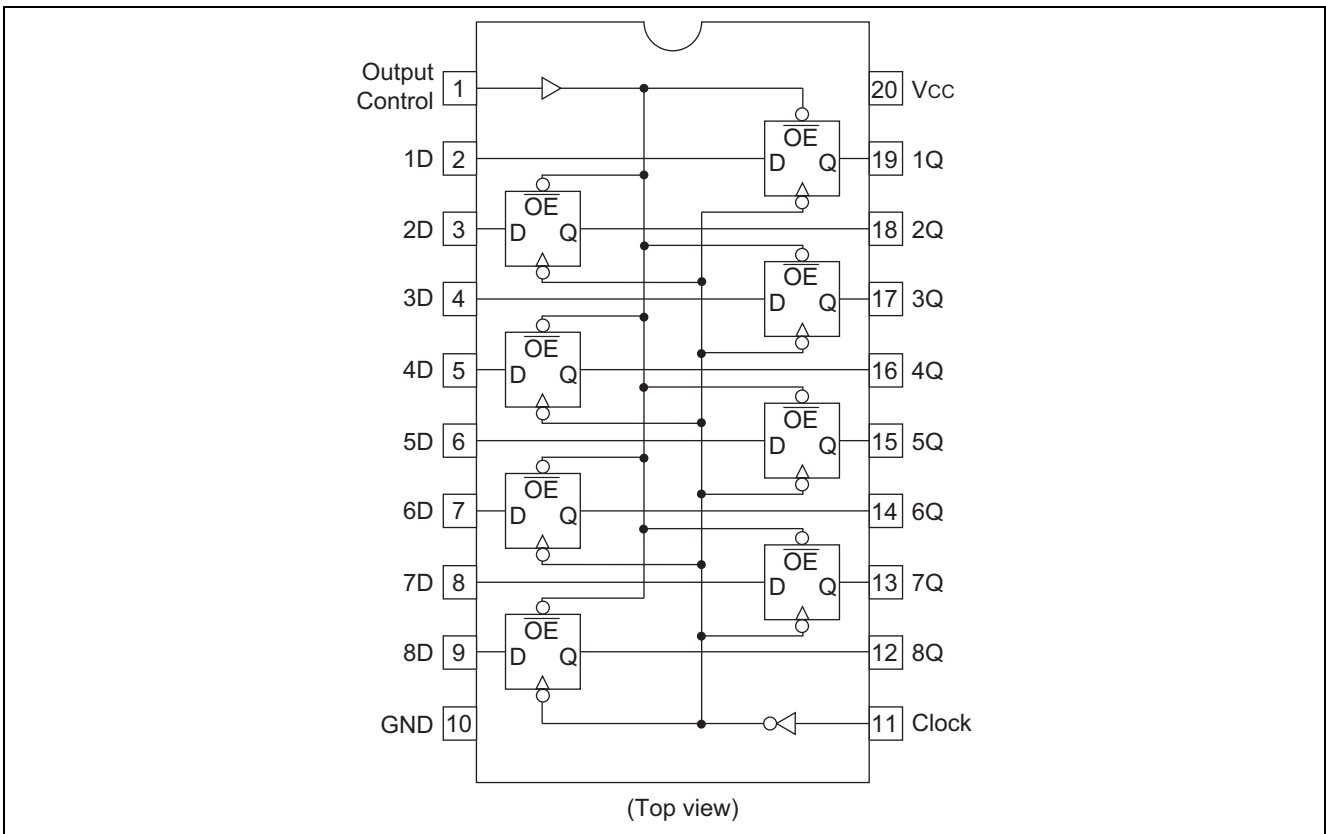 Output
Control
1
20 VCC
OE
D Q
1D 2
19 1Q
OE
D Q
2D 3
18 2Q
OE
D Q
3D 4
17 3Q
OE
D Q
4D 5
16 4Q
OE
D Q
5D 6
15 5Q
OE
D Q
6D 7
14 6Q
OE
D Q
7D 8
13 7Q
OE
D Q
8D 9
12 8Q
GND 10
11 Clock
(Top view)